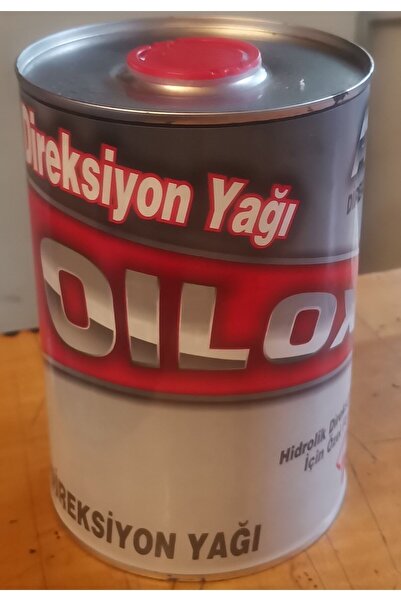 Direksiyon Yağı
OILOX
Hidrolik
İçin
DİREKSİYON YAĞI